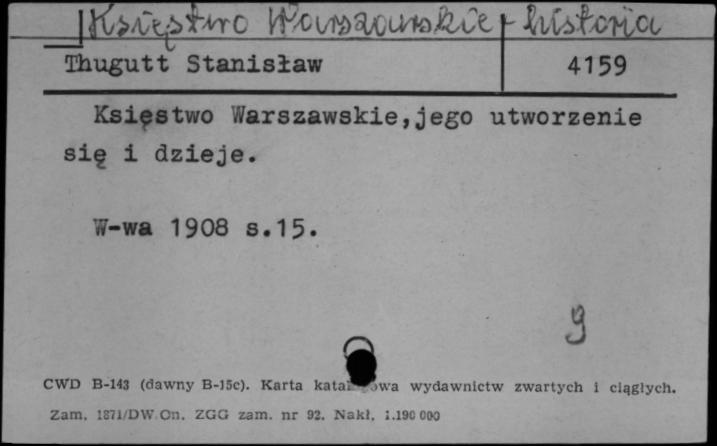 Księstwo Warszawskie - historia
Thugutt Stanisław 4159
Księstwo Warszawskie,jego utworzenie
się i dzieje.
W-wa 1908 s.15.
9
CWD B-143 (dawny B-15c). Karta katalogowa wydawnictw zwartych i ciągłych.
Zam. 1871/DW.On. ZGG zam. nr 92. Nakł. 1.190 000